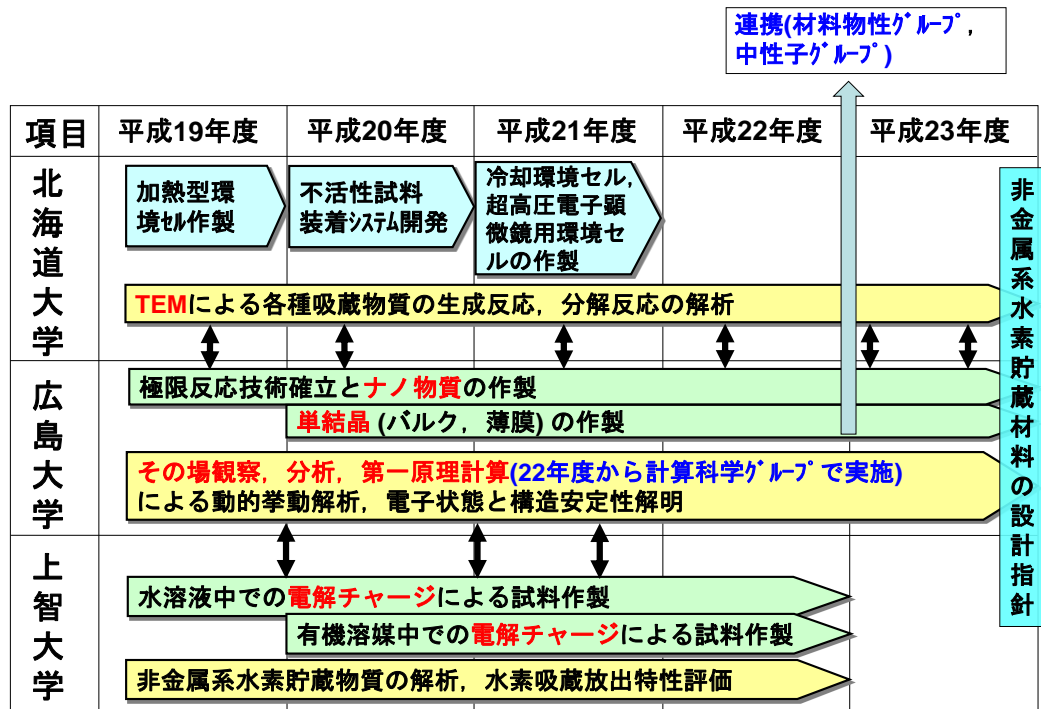 連携(材料物性ｸﾞﾙｰﾌﾟ,
中性子ｸﾞﾙｰﾌﾟ)
項目 平成19年度 平成20年度 平成21年度 平成22年度 平成23年度
北海道大学
加熱型環
境ｾﾙ作製
不活性試料
装着ｼｽﾃﾑ開発
冷却環境セル,
超高圧電子顕
微鏡用環境セ
ルの作製
TEMによる各種吸蔵物質の生成反応，分解反応の解析
広島大学
極限反応技術確立とナノ物質の作製
単結晶 (バルク，薄膜) の作製
その場観察，分析，第一原理計算(22年度から計算科学ｸﾞﾙｰﾌﾟで実施)
による動的挙動解析，電子状態と構造安定性解明
上智大学
水溶液中での電解チャージによる試料作製
有機溶媒中での電解チャージによる試料作製
非金属系水素貯蔵物質の解析，水素吸蔵放出特性評価
非金属系水素貯蔵材料の設計指針